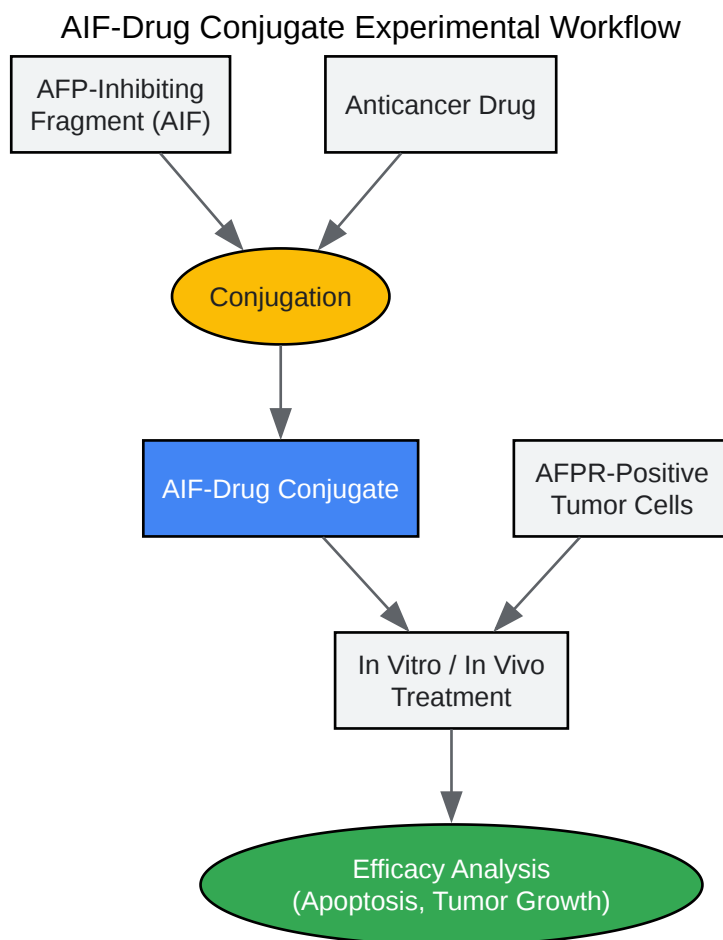 AIF-Drug Conjugate Experimental Workflow
AFP-Inhibiting
Fragment (AIF)
Anticancer Drug
Conjugation
AIF-Drug Conjugate
AFPR-Positive
Tumor Cells
In Vitro / In Vivo
Treatment
Efficacy Analysis
(Apoptosis, Tumor Growth)